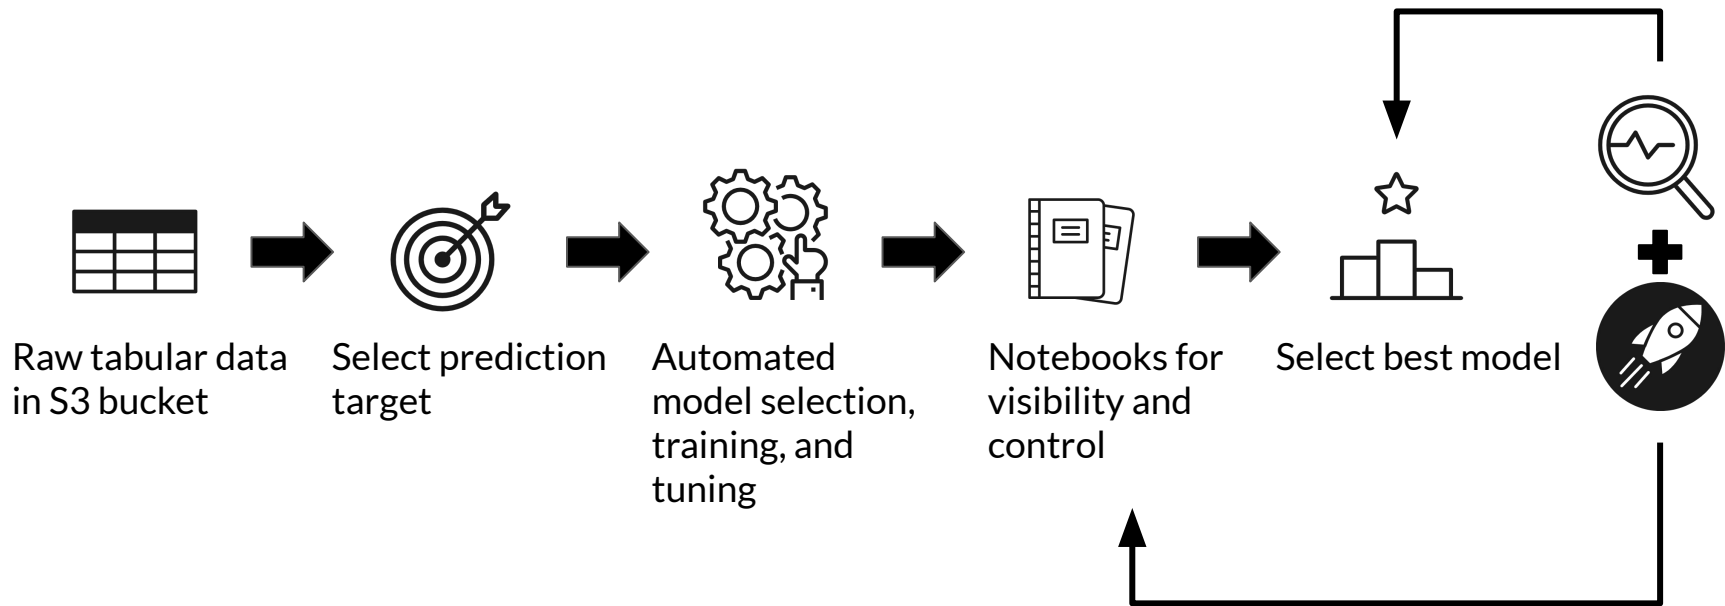 Raw tabular data
in S3 bucket
Select prediction
target
Automated
model selection,
training, and
tuning
Notebooks for
visibility and
control
Select best model